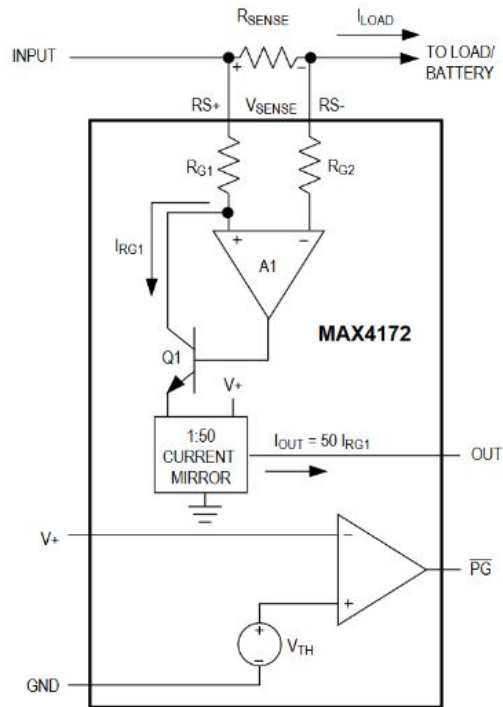 RSENSE
ILOAD
INPUT
+
−
TO LOAD/
BATTERY
RS+
VSENSE
RS-
RG1
RG2
IRG1
+
−
A1
MAX4172
Q1
V+
1:50
CURRENT
MIRROR
IOUT = 50 IRG1
OUT
V+
−
PG
+
+
VTH
−
GND